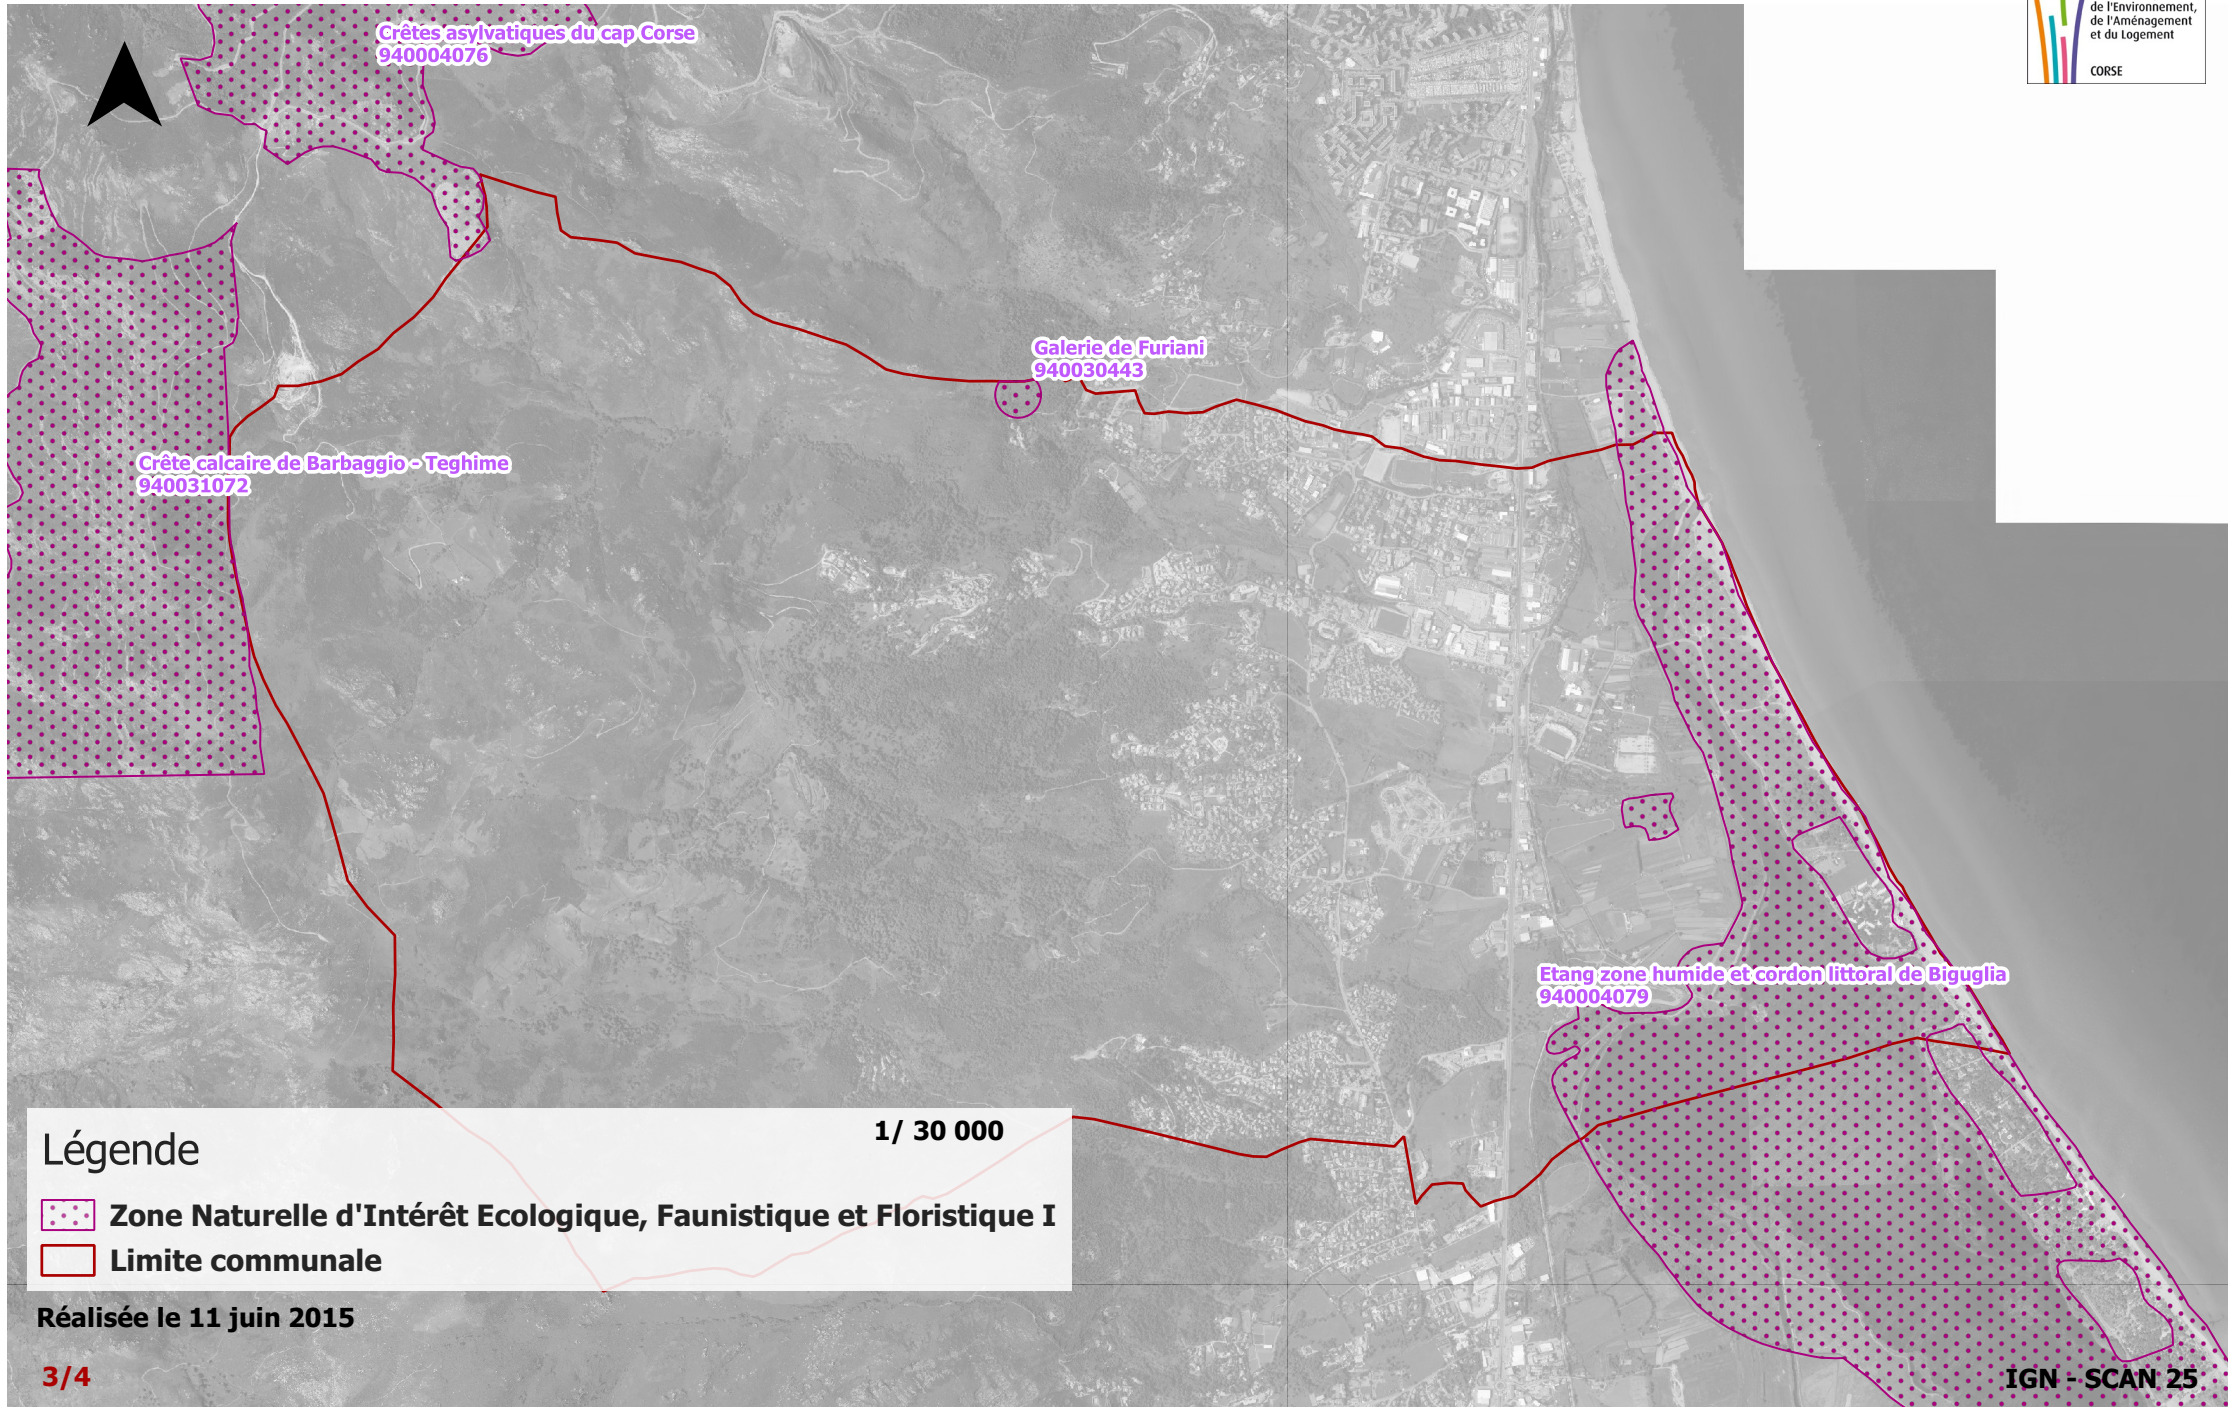 de l'Environnement,
de l'Aménagement
et du Logement
CORSE
Crêtes asylvatiques du cap Corse
940004076
Galerie de Furiani
940030443
Crête calcaire de Barbaggio - Teghime
940031072
Etang zone humide et cordon littoral de Biguglia
940004079
1/ 30 000
Légende
Zone Naturelle d'Intérêt Ecologique, Faunistique et Floristique I
Limite communale
Réalisée le 11 juin 2015
3/4
IGN - SCAN 25